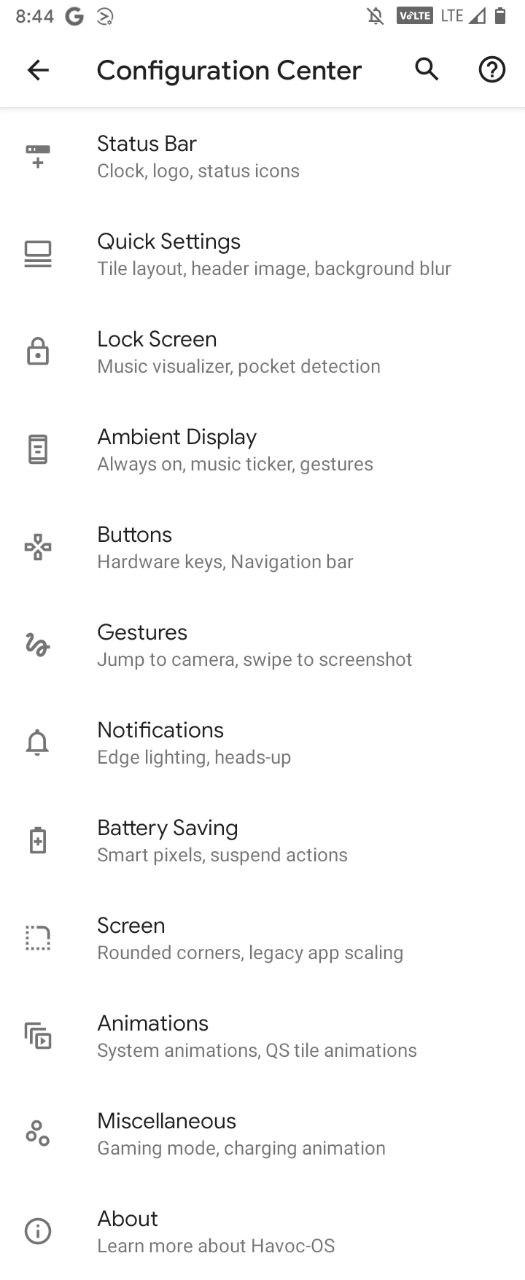 8:44 G VoLTE LTE
Configuration Center
Status Bar
Clock, logo, status icons
Quick Settings
Tile layout, header image, background blur
Lock Screen
Music visualizer, pocket detection
Ambient Display
Always on, music ticker, gestures
Buttons
Hardware keys, Navigation bar
Gestures
Jump to camera, swipe to screenshot
Notifications
Edge lighting, heads-up
Battery Saving
Smart pixels, suspend actions
Screen
Rounded corners, legacy app scaling
Animations
System animations, QS tile animations
Miscellaneous
Gaming mode, charging animation
About
Learn more about Havoc-OS